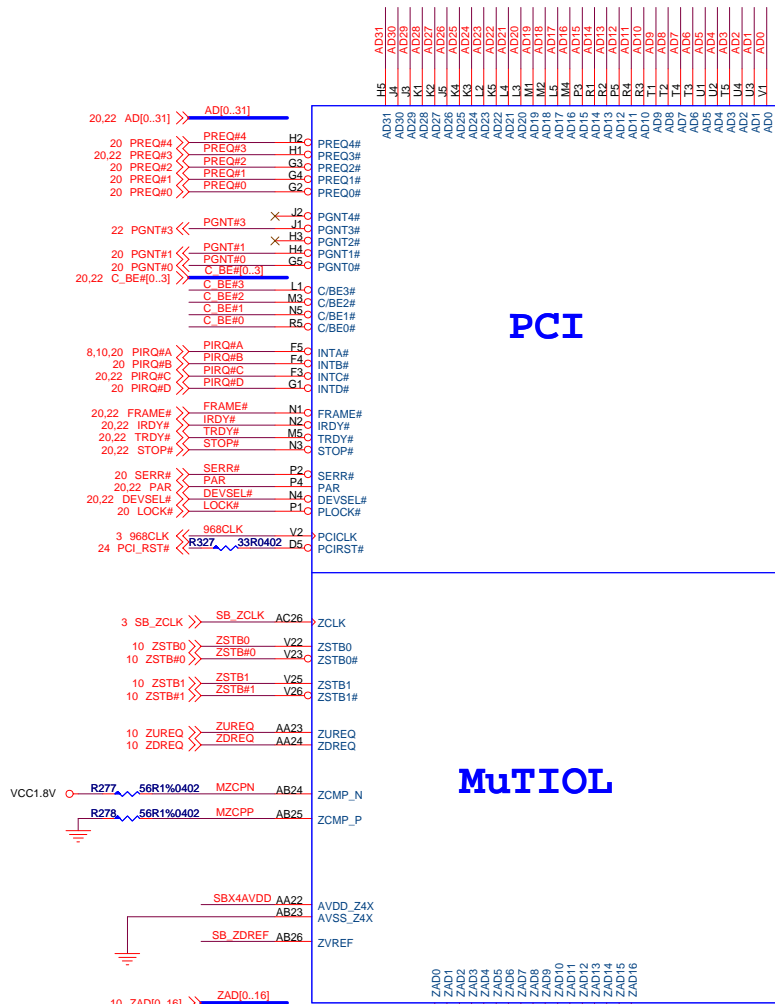 AD31 AD30 AD29 AD28 AD27 AD26 AD25 AD24 AD23 AD22 AD21 AD20 AD19 AD18 AD17 AD16 AD15 AD14 AD13 AD12 AD11 AD10 AD9 AD8 AD7 AD6 AD5 AD4 AD3 AD2 AD1 AD0
H5 J4 J3 K1 K2 J5 K4 K3 L2 K5 L4 L3 M1 M2 L5 M4 P3 R1 R2 P5 R4 R3 T1 T2 T4 T3 U1 U2 T5 U4 U3 V1
AD31 AD30 AD29 AD28 AD27 AD26 AD25 AD24 AD23 AD22 AD21 AD20 AD19 AD18 AD17 AD16 AD15 AD14 AD13 AD12 AD11 AD10 AD9 AD8 AD7 AD6 AD5 AD4 AD3 AD2 AD1 AD0
20,22 AD[0..31] AD[0..31]
20 PREQ#4 PREQ#4 H2 PREQ4#
20,22 PREQ#3 PREQ#3 H1 PREQ3#
20 PREQ#2 PREQ#2 G3 PREQ2#
20 PREQ#1 PREQ#1 G4 PREQ1#
20 PREQ#0 PREQ#0 G2 PREQ0#
J2 PGNT4#
22 PGNT#3 PGNT#3 J1 PGNT3#
H3 PGNT2#
20 PGNT#1 PGNT#1 H4 PGNT1#
20 PGNT#0 PGNT#0 G5 PGNT0#
20,22 C_BE#[0..3] C_BE#[0..3]
C_BE#3 L1 C/BE3#
C_BE#2 M3 C/BE2#
C_BE#1 N5 C/BE1#
C_BE#0 R5 C/BE0#
PCI
8,10,20 PIRQ#A PIRQ#A F5 INTA#
20 PIRQ#B PIRQ#B F4 INTB#
20,22 PIRQ#C PIRQ#C F3 INTC#
20 PIRQ#D PIRQ#D G1 INTD#
20,22 FRAME# FRAME# N1 FRAME#
20,22 IRDY# IRDY# N2 IRDY#
20,22 TRDY# TRDY# M5 TRDY#
20,22 STOP# STOP# N3 STOP#
20 SERR# SERR# P2 SERR#
20,22 PAR PAR P4 PAR
20,22 DEVSEL# DEVSEL# N4 DEVSEL#
20 LOCK# LOCK# P1 PLOCK#
3 968CLK 968CLK V2 PCICLK
24 PCI_RST# R327 33R0402 D5 PCIRST#
3 SB_ZCLK SB_ZCLK AC26 ZCLK
10 ZSTB0 ZSTB0 V22 ZSTB0
10 ZSTB#0 ZSTB#0 V23 ZSTB0#
10 ZSTB1 ZSTB1 V25 ZSTB1
10 ZSTB#1 ZSTB#1 V26 ZSTB1#
10 ZUREQ ZUREQ AA23 ZUREQ
10 ZDREQ ZDREQ AA24 ZDREQ
MuTIOL
VCC1.8V R277 56R1%0402 MZCPN AB24 ZCMP_N
R278 56R1%0402 MZCPP AB25 ZCMP_P
SBX4AVDD AA22 AVDD_Z4X
AB23 AVSS_Z4X
SB_ZDREF AB26 ZVREF
ZAD0 ZAD1 ZAD2 ZAD3 ZAD4 ZAD5 ZAD6 ZAD7 ZAD8 ZAD9 ZAD10 ZAD11 ZAD12 ZAD13 ZAD14 ZAD15 ZAD16
10 ZAD[0..16] ZAD[0..16]